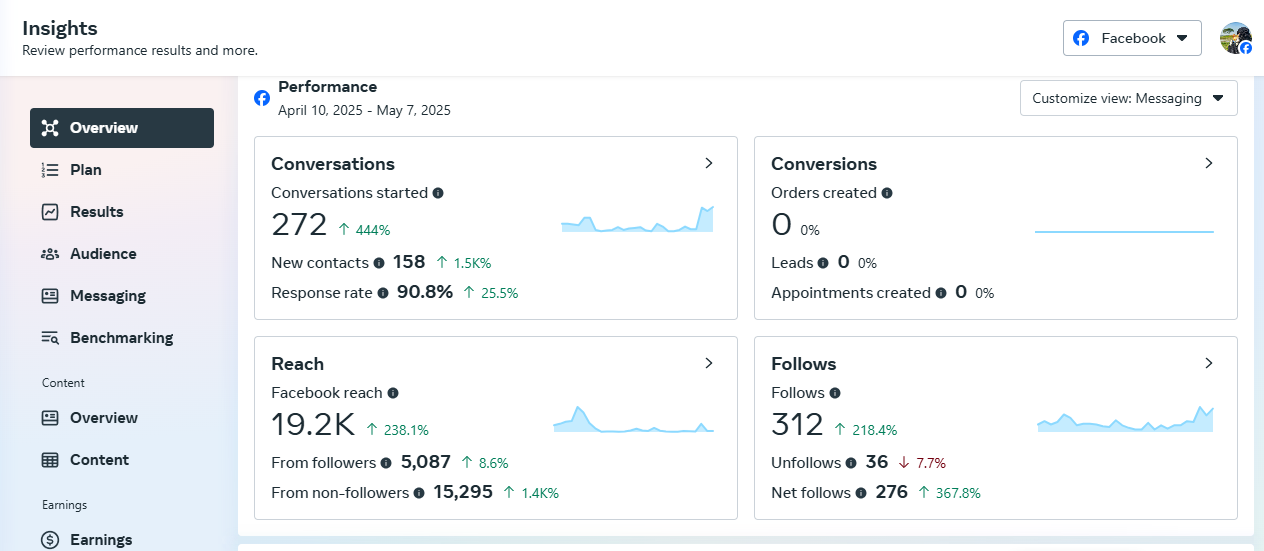 Insights
Review performance results and more.
Facebook
Performance
April 10, 2025 - May 7, 2025
Customize view: Messaging
Overview
Plan
Results
Audience
Messaging
Benchmarking
Content
Overview
Content
Earnings
Earnings
Conversations
Conversations started
272 ↑ 444%
New contacts 158 ↑ 1.5K%
Response rate 90.8% ↑ 25.5%
Conversions
Orders created
0 0%
Leads 0 0%
Appointments created 0 0%
Reach
Facebook reach
19.2K ↑ 238.1%
From followers 5,087 ↑ 8.6%
From non-followers 15,295 ↑ 1.4K%
Follows
Follows
312 ↑ 218.4%
Unfollows 36 ↓ 7.7%
Net follows 276 ↑ 367.8%